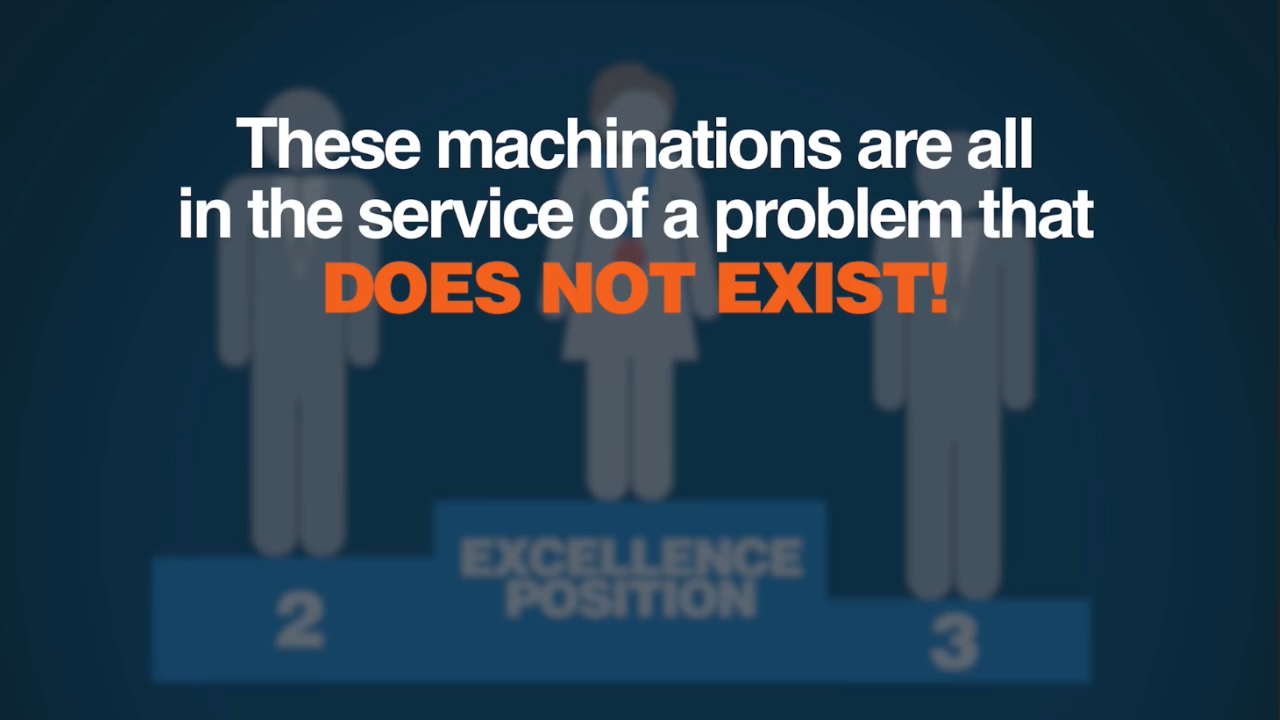 These machinations are all
in the service of a problem that
DOES NOT EXIST!
EXCELLENCE
POSITION
2
3